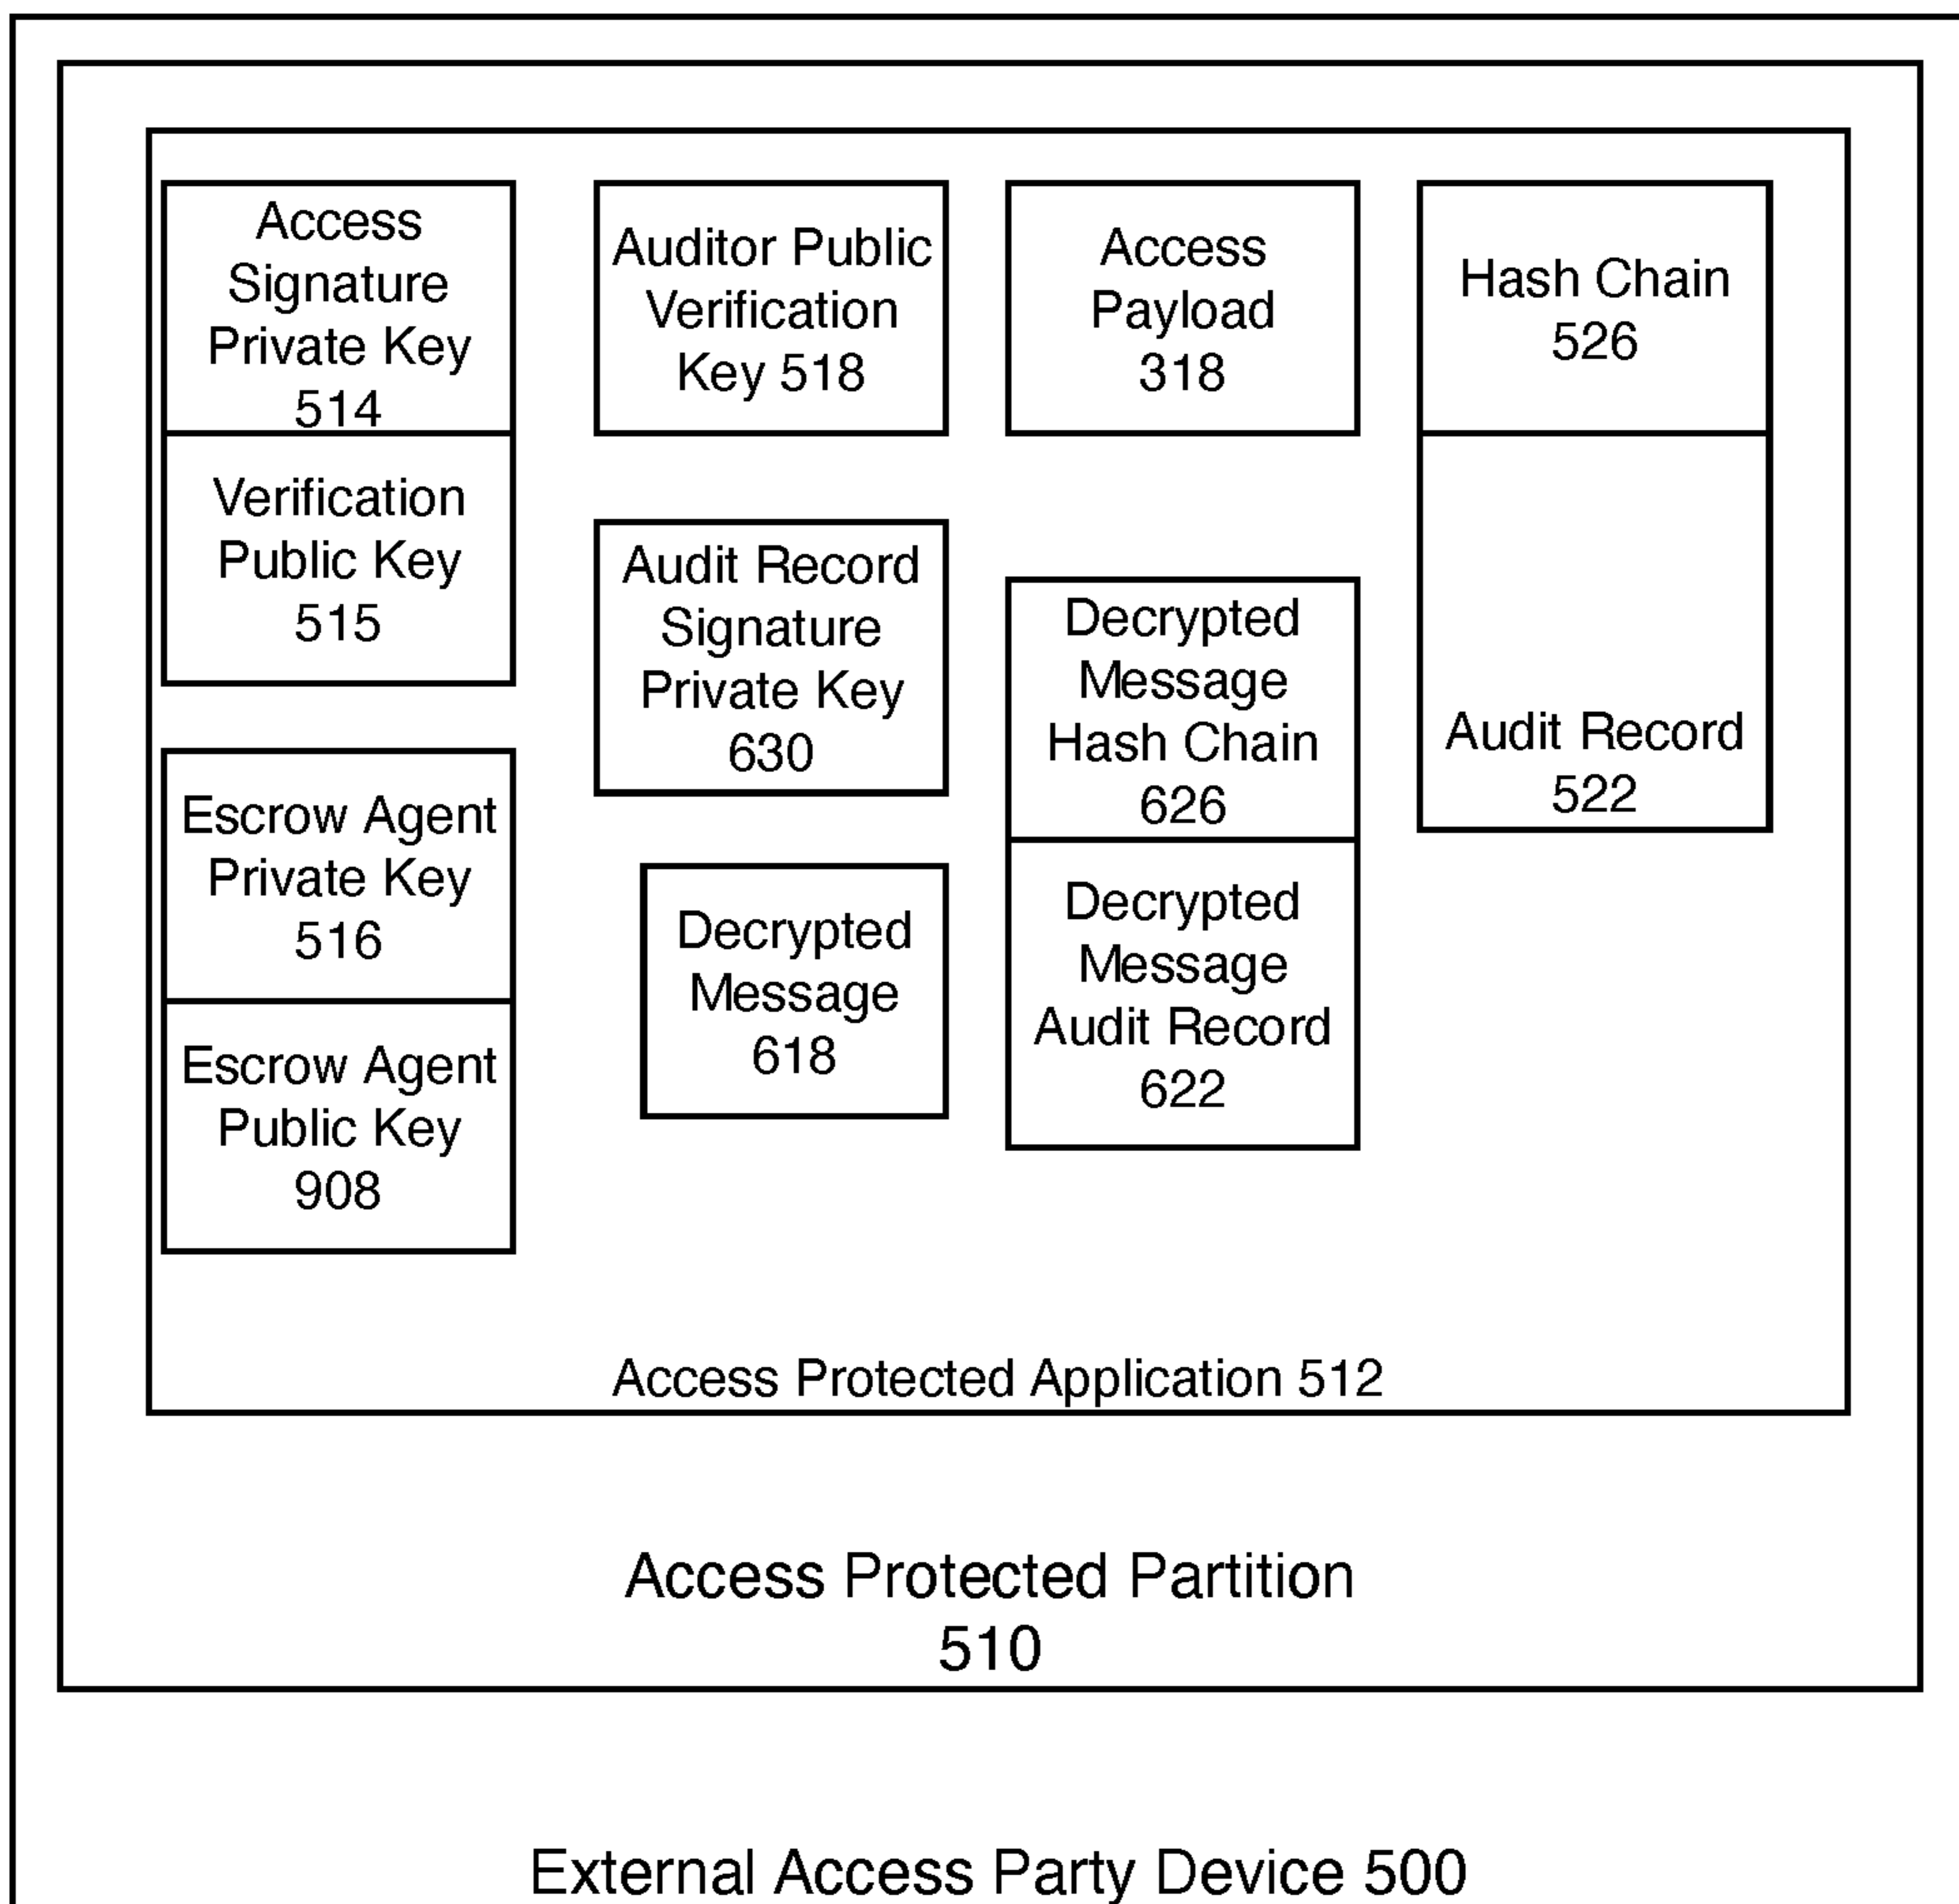 Access
Signature
Private Key
514
Verification
Public Key
515
Escrow Agent
Private Key
516
Escrow Agent
Public Key
908
Auditor Public
Verification
Key 518
Audit Record
Signature
Private Key
630
Decrypted
Message
618
Access
Payload
318
Decrypted
Message
Hash Chain
626
Decrypted
Message
Audit Record
622
Hash Chain
526
Audit Record
522
Access Protected Application 512
Access Protected Partition
510
External Access Party Device 500